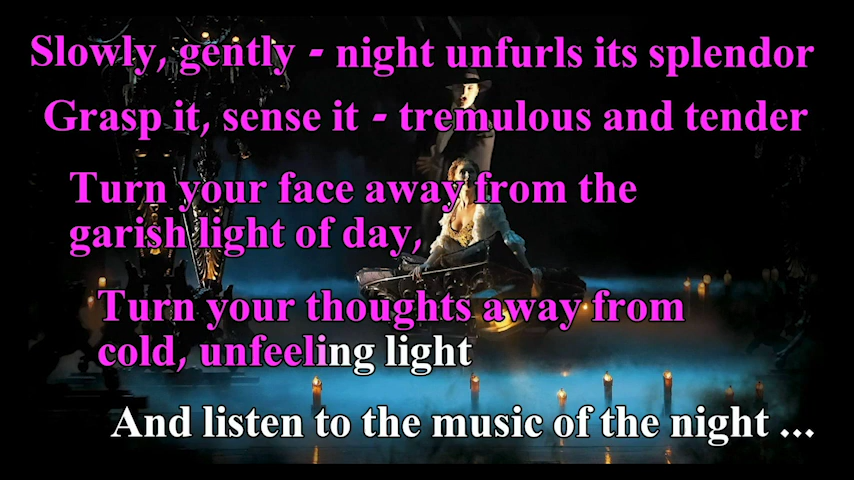 Slowly, gently - night unfurls its splendor
Grasp it, sense it - tremulous and tender
Turn your face away from the
garish light of day,
Turn your thoughts away from
cold, unfeeling light
And listen to the music of the night ...